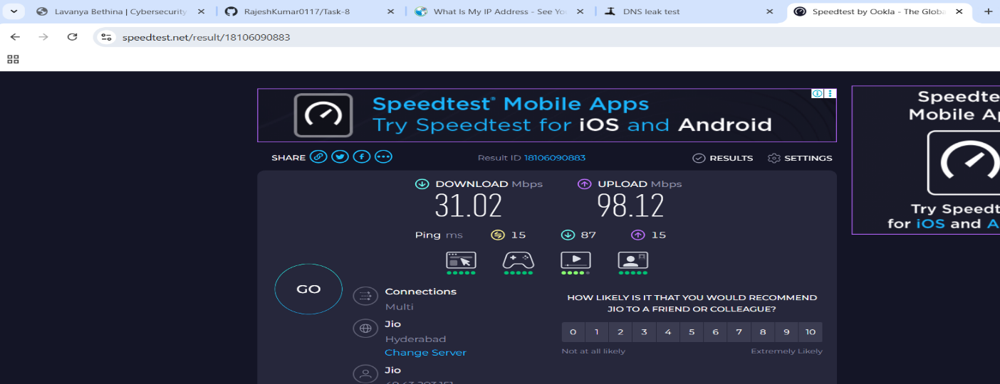 Lavanya Bethina | Cybersecurity
RajeshKumar0117/Task-8
What Is My IP Address - See Yo
DNS leak test
Speedtest by Ookla - The Globa
speedtest.net/result/18106090883
Speedtest® Mobile Apps
Try Speedtest for iOS and Android
Speedte
Mobile Ap
Try Speedt
for iOS and A
SHARE
Result ID 18106090883
RESULTS
SETTINGS
DOWNLOAD Mbps
31.02
UPLOAD Mbps
98.12
Ping ms 15 87 15
GO
Connections
Multi
Jio
Hyderabad
Change Server
Jio
HOW LIKELY IS IT THAT YOU WOULD RECOMMEND
JIO TO A FRIEND OR COLLEAGUE?
0 1 2 3 4 5 6 7 8 9 10
Not at all likely Extremely Likely